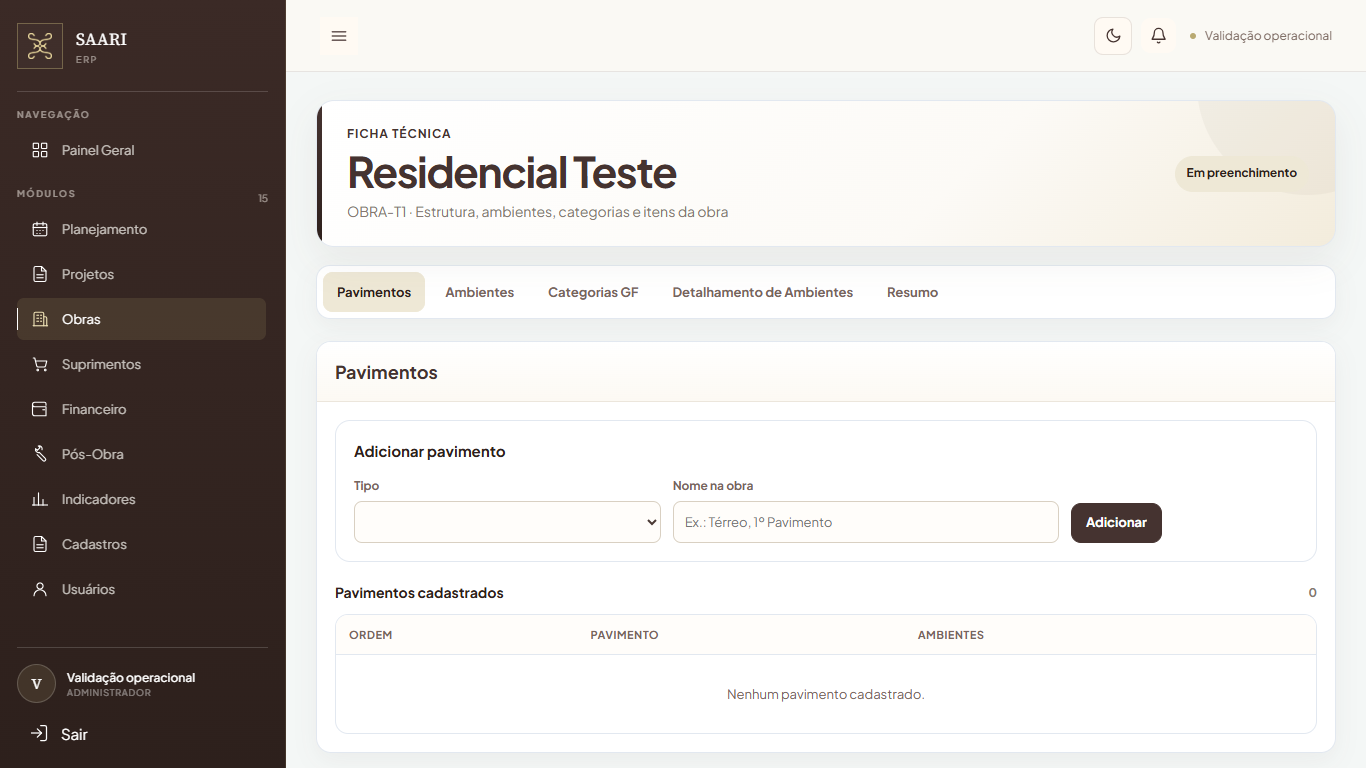 SAARI
ERP
NAVEGAÇÃO
Painel Geral
MÓDULOS
15
Planejamento
Projetos
Obras
Suprimentos
Financeiro
Pós-Obra
Indicadores
Cadastros
Usuários
V
Validação operacional
ADMINISTRADOR
Sair
Validação operacional
FICHA TÉCNICA
Residencial Teste
OBRA-T1 · Estrutura, ambientes, categorias e itens da obra
Em preenchimento
Pavimentos Ambientes Categorias GF Detalhamento de Ambientes Resumo
Pavimentos
Adicionar pavimento
Tipo Nome na obra
Ex.: Térreo, 1º Pavimento Adicionar
Pavimentos cadastrados 0
ORDEM PAVIMENTO AMBIENTES
Nenhum pavimento cadastrado.